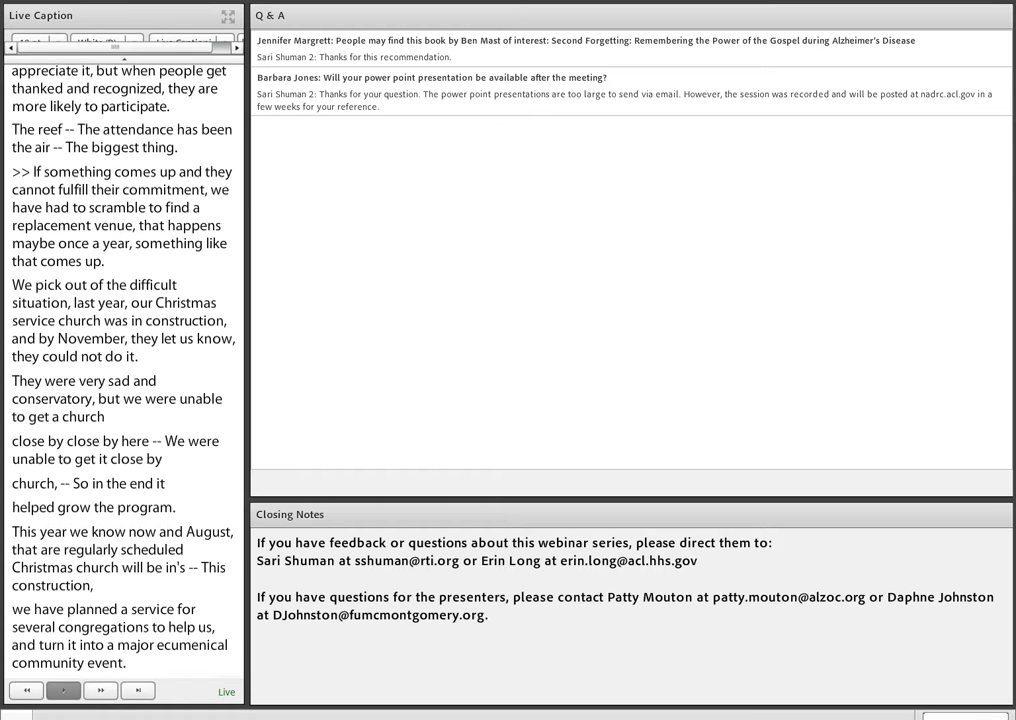 Live Caption
appreciate it, but when people get
thanked and recognized, they are
more likely to participate.
The reef -- The attendance has been
the air -- The biggest thing.
>> If something comes up and they
cannot fulfill their commitment, we
have had to scramble to find a
replacement venue, that happens
maybe once a year, something like
that comes up.
We pick out of the difficult
situation, last year, our Christmas
service church was in construction,
and by November, they let us know,
they could not do it.
They were very sad and
conservatory, but we were unable
to get a church
close by close by here -- We were
unable to get it close by
church, -- So in the end it
helped grow the program.
This year we know now and August,
that are regularly scheduled
Christmas church will be in's -- This
construction,
we have planned a service for
several congregations to help us,
and turn it into a major ecumenical
community event.
Live
Q & A
Jennifer Margrett: People may find this book by Ben Mast of interest: Second Forgetting: Remembering the Power of the Gospel during Alzheimer's Disease
Sari Shuman 2: Thanks for this recommendation.
Barbara Jones: Will your power point presentation be available after the meeting?
Sari Shuman 2: Thanks for your question. The power point presentations are too large to send via email. However, the session was recorded and will be posted at nadrc.acl.gov in a
few weeks for your reference.
Closing Notes
If you have feedback or questions about this webinar series, please direct them to:
Sari Shuman at sshuman@rti.org or Erin Long at erin.long@acl.hhs.gov
If you have questions for the presenters, please contact Patty Mouton at patty.mouton@alzoc.org or Daphne Johnston
at DJohnston@fumcmontgomery.org.